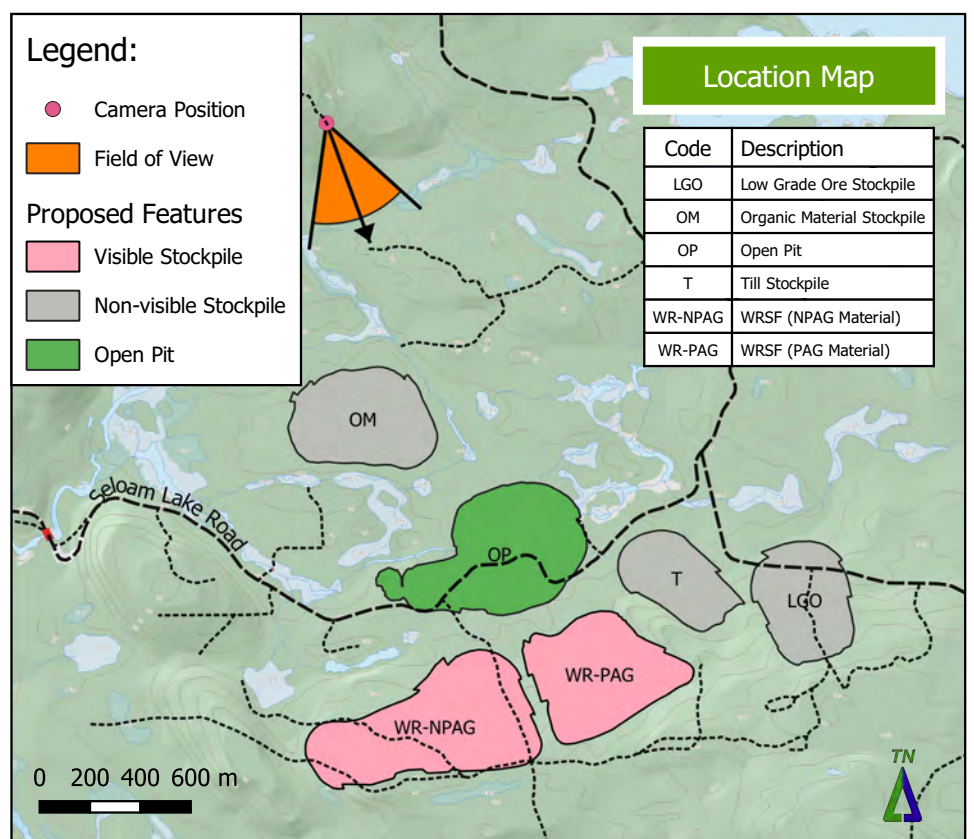 Legend:
Camera Position
Field of View
Proposed Features
Visible Stockpile
Non-visible Stockpile
Open Pit
Location Map
Code Description
LGO Low Grade Ore Stockpile
OM Organic Material Stockpile
OP Open Pit
T Till Stockpile
WR-NPAG WRSF (NPAG Material)
WR-PAG WRSF (PAG Material)
OM
Seloam Lake Road
OP
T
LGO
WR-PAG
WR-NPAG
0 200 400 600 m
TN